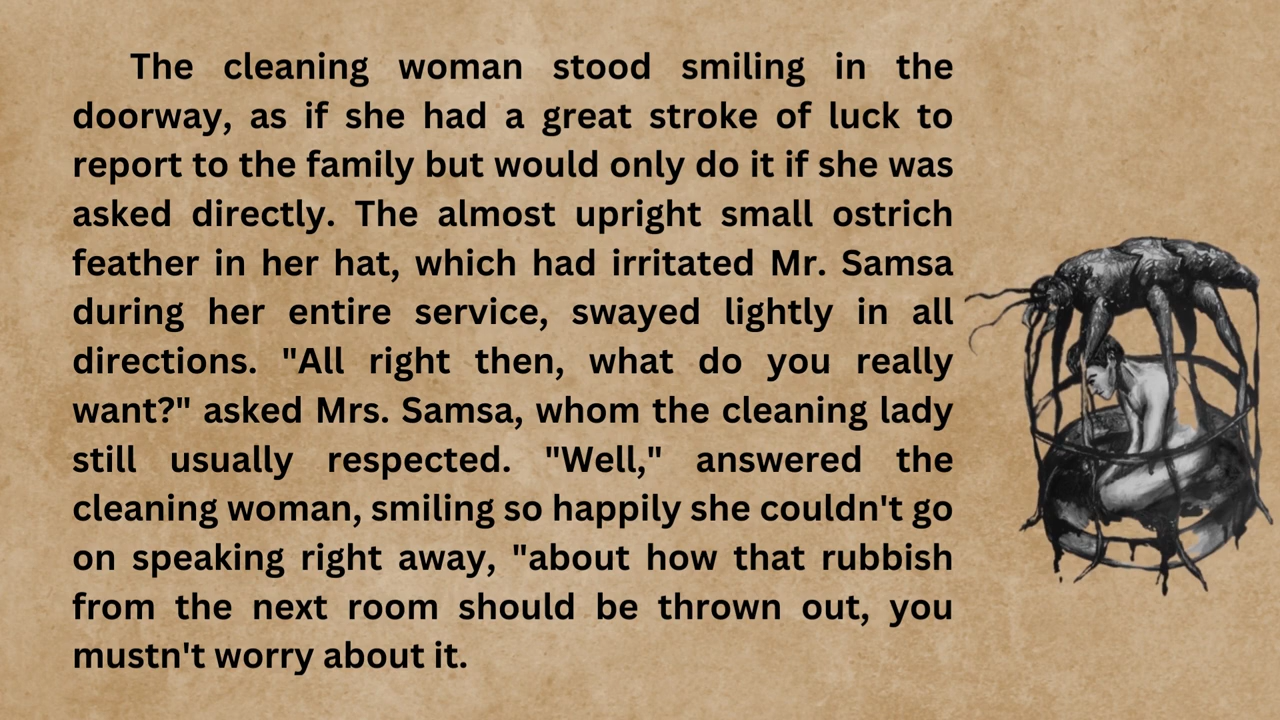 The cleaning woman stood smiling in the
doorway, as if she had a great stroke of luck to
report to the family but would only do it if she was
asked directly. The almost upright small ostrich
feather in her hat, which had irritated Mr. Samsa
during her entire service, swayed lightly in all
directions. "All right then, what do you really
want?" asked Mrs. Samsa, whom the cleaning lady
still usually respected. "Well," answered the
cleaning woman, smiling so happily she couldn't go
on speaking right away, "about how that rubbish
from the next room should be thrown out, you
mustn't worry about it.